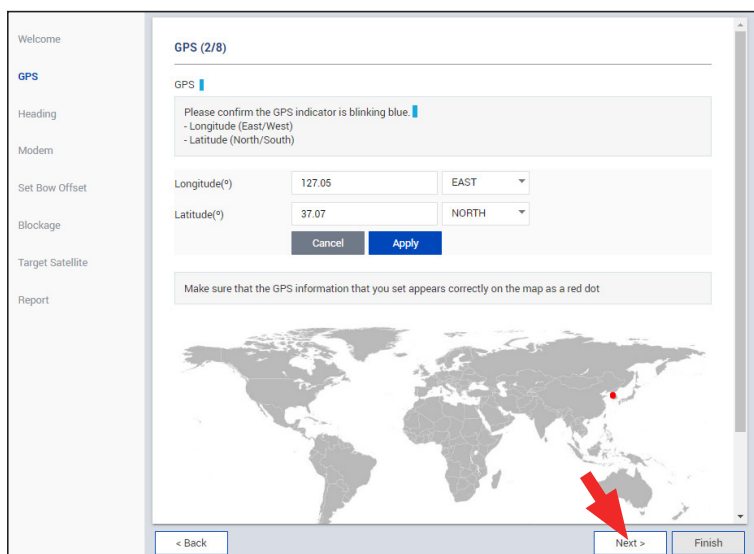 Welcome
GPS
Heading
Modem
Set Bow Offset
Blockage
Target Satellite
Report
GPS (2/8)
GPS
Please confirm the GPS indicator is blinking blue.
- Longitude (East/West)
- Latitude (North/South)
Longitude(º) 127.05 EAST
Latitude(º) 37.07 NORTH
Cancel Apply
Make sure that the GPS information that you set appears correctly on the map as a red dot
< Back Next > Finish